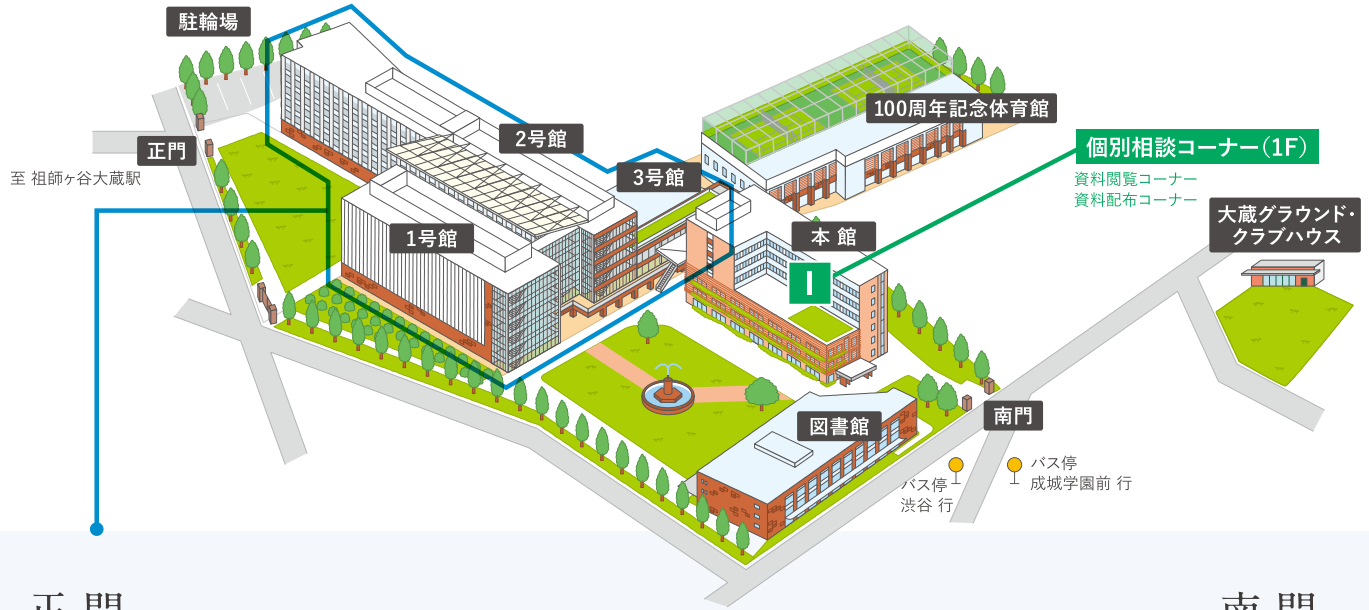 駐輪場
正門
至 祖師ヶ谷大蔵駅
2号館
3号館
1号館
100周年記念体育館
個別相談コーナー(1F)
資料閲覧コーナー
資料配布コーナー
本 館
I
大蔵グラウンド・
クラブハウス
図書館
南門
バス停
渋谷 行
バス停
成城学園前 行
正門
南門